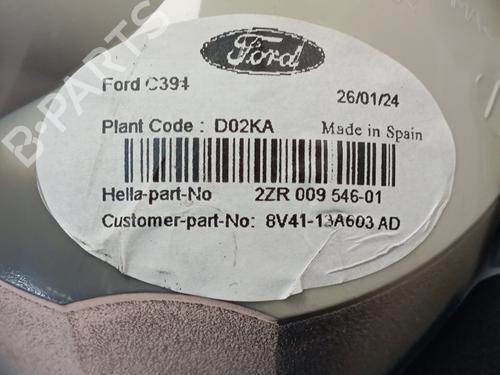 B-PARTS
Ford
Ford C394
26/01/24
Plant Code : D02KA Made in Spain
Hella-part-No 2ZR 009 546-01
Customer-part-No: 8V41-13A603 AD